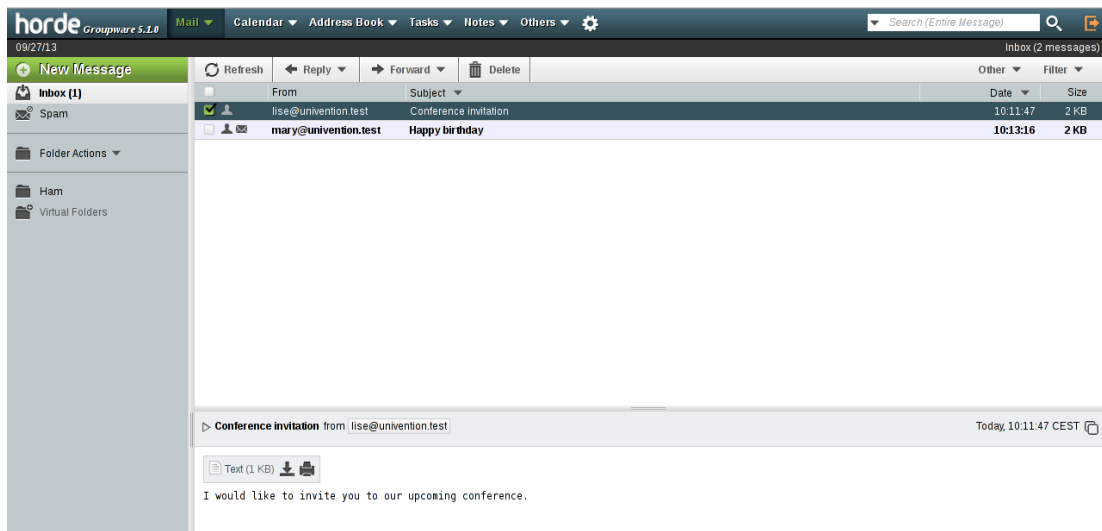 horde Groupware 5.1.0 Mail Calendar Address Book Tasks Notes Others Search (Entire Message)
09/27/13 Inbox (2 messages)
New Message Refresh Reply Forward Delete Other Filter
Inbox (1) From Subject Date Size
Spam lise@univention.test Conference invitation 10:11:47 2 KB
mary@univention.test Happy birthday 10:13:16 2 KB
Folder Actions
Ham
Virtual Folders
Conference invitation from lise@univention.test Today, 10:11:47 CEST
Text (1 KB)
I would like to invite you to our upcoming conference.